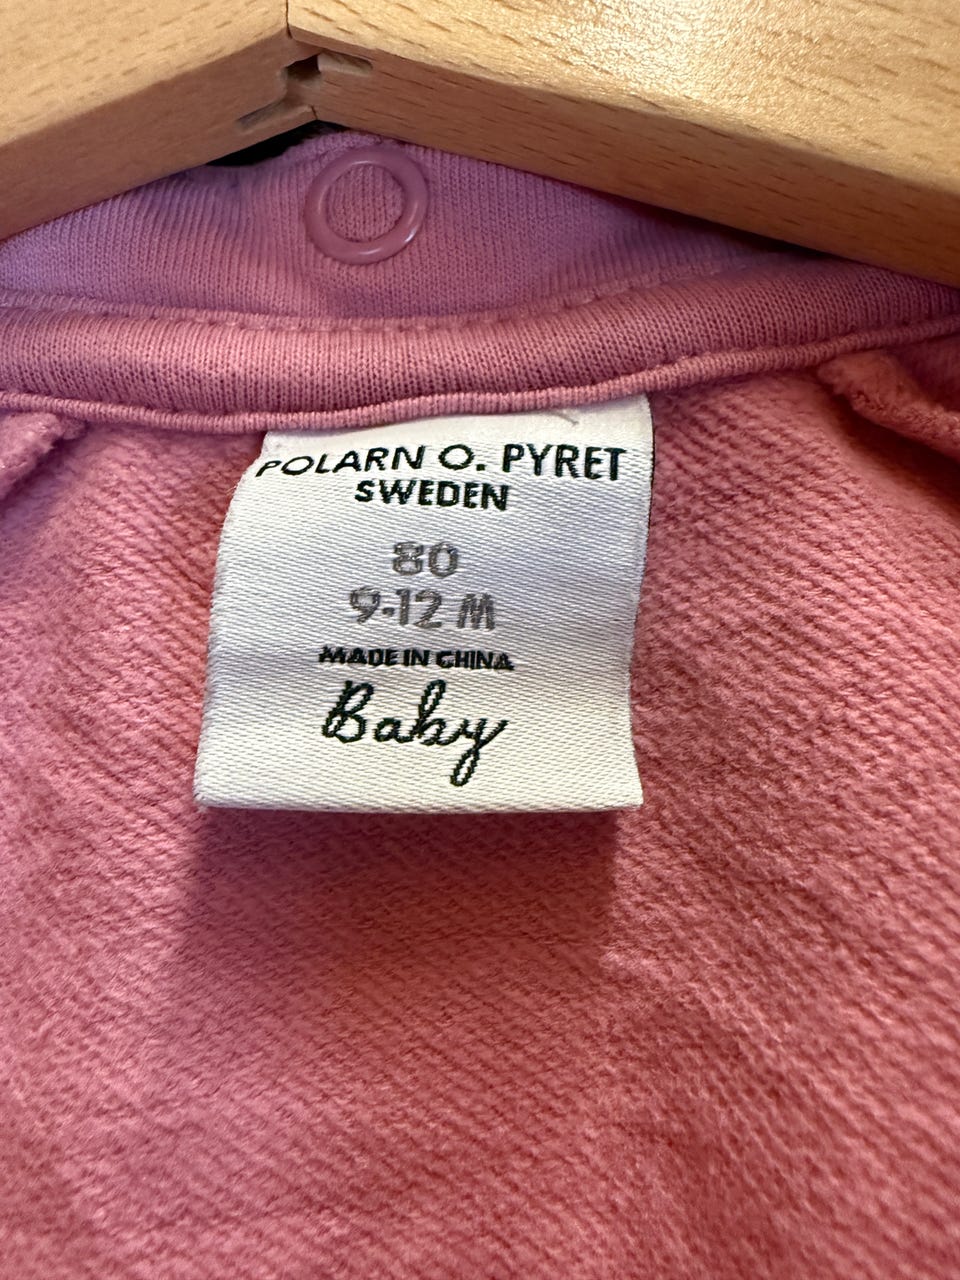 POLARN O. PYRET
SWEDEN
80
9-12 M
MADE IN CHINA
Baby